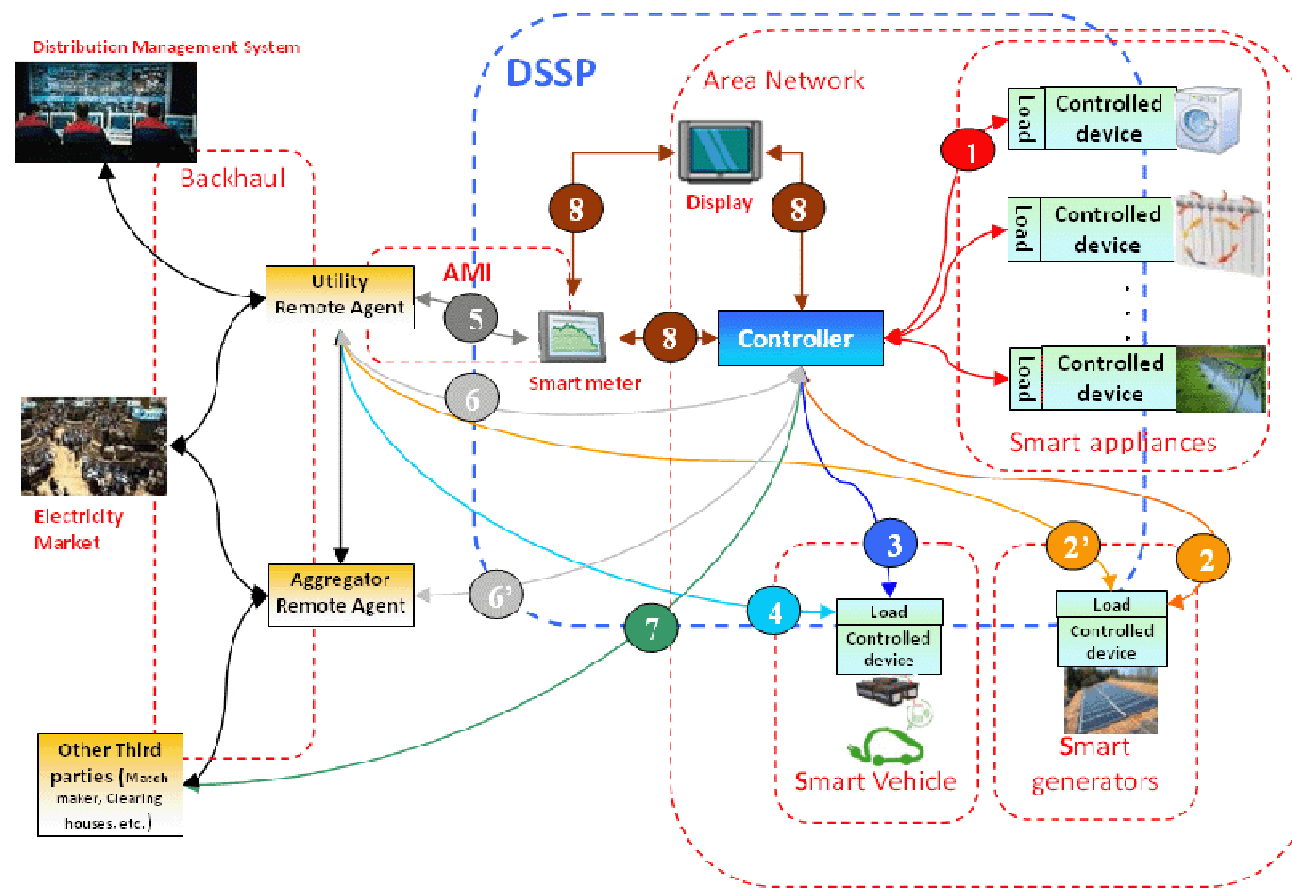 Distribution Management System
DSSP
Area Network
Backhaul
Load
Controlled
device
1
8
8
Display
Load
Controlled
device
Utility
Remote Agent
AMI
5
8
Controller
Smart meter
Load
Controlled
device
6
Smart appliances
Electricity
Market
3
2'
2
Aggregator
Remote Agent
6'
4
7
Load
Controlled
device
Load
Controlled
device
Other Third
parties (Match
maker, Clearing
houses. etc.)
Smart Vehicle
Smart
generators